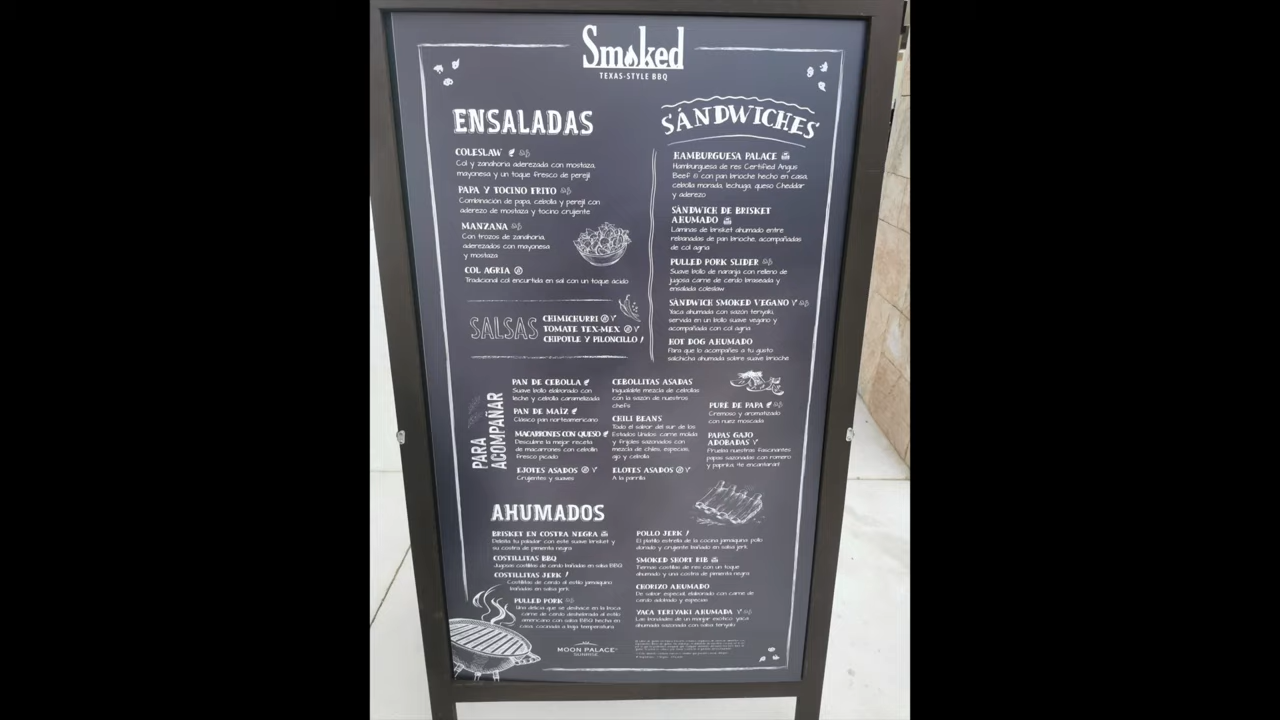 Smoked
TEXAS-STYLE BBQ
ENSALADAS
COLESLAW
Col y zanahoria aderezada con mostaza,
mayonesa y un toque fresco de perejil
PAPA Y TOCINO FRITO
Combinación de papa, cebolla y perejil con
aderezo de mostaza y tocino crujiente
MANZANA
Con trozos de zanahoria,
aderezados con mayonesa
y mostaza
COL AGRIA
Tradicional col encurtida en sal con un toque ácido
SALSAS
CHIMICHURRI
TOMATE TEX-MEX
CHIPOTLE Y PILONCILLO
SÁNDWICHES
HAMBURGUESA PALACE
Hamburguesa de res Certified Angus
Beef ® con pan brioche hecho en casa,
cebolla morada, lechuga, queso Cheddar
y aderezo
SÁNDWICH DE BRISKET
AHUMADO
Láminas de brisket ahumado entre
rebanadas de pan brioche, acompañadas
de col agria
PULLED PORK SLIDER
Suave bollo de naranja con relleno de
jugosa carne de cerdo braseada y
ensalada coleslaw
SÁNDWICH SMOKED VEGANO
Yaca ahumada con sazón teriyaki,
servida en un bollo suave vegano y
acompañada con col agria
HOT DOG AHUMADO
Para que lo acompañes a tu gusto
salchicha ahumada sobre suave brioche
PARA
ACOMPAÑAR
PAN DE CEBOLLA
Suave bollo elaborado con
leche y cebolla caramelizada
PAN DE MAÍZ
Clásico pan norteamericano
MACARRONES CON QUESO
Descubre la mejor receta
de macarrones con cebollín
fresco picado
EJOTES ASADOS
Crujientes y suaves
CEBOLLITAS ASADAS
Inigualable mezcla de cebollas
con la sazón de nuestros
chefs
CHILI BEANS
Todo el sabor del sur de los
Estados Unidos: carne molida
y frijoles sazonados con
mezcla de chiles, especias,
ajo y cebolla
ELOTES ASADOS
A la parrilla
PURÉ DE PAPA
Cremoso y aromatizado
con nuez moscada
PAPAS GAJO
ADOBADAS
Prueba nuestras fascinantes
papas sazonadas con romero
y paprika, ¡te encantarán!
AHUMADOS
BRISKET EN COSTRA NEGRA
Deleita tu paladar con este suave brisket y
su costra de pimienta negra
COSTILLITAS BBQ
Jugosas costillas de cerdo bañadas en salsa BBQ
COSTILLITAS JERK
Costillas de cerdo al estilo jamaiquino
bañadas en salsa jerk
PULLED PORK
Una delicia que se deshace en la boca:
carne de cerdo deshebrada al estilo
americano con salsa BBQ hecha en
casa, cocinada a baja temperatura
POLLO JERK
El platillo estrella de la cocina jamaiquina: pollo
dorado y crujiente bañado en salsa jerk
SMOKED SHORT RIB
Tiernas costillas de res con un toque
ahumado y una costra de pimienta negra
CHORIZO AHUMADO
De sabor especial, elaborado con carne de
cerdo adobado y especias
YACA TERIYAKI AHUMADA
Las bondades de un manjar exótico: yaca
ahumada sazonada con salsa teriyaki
MOON PALACE
SUNRISE